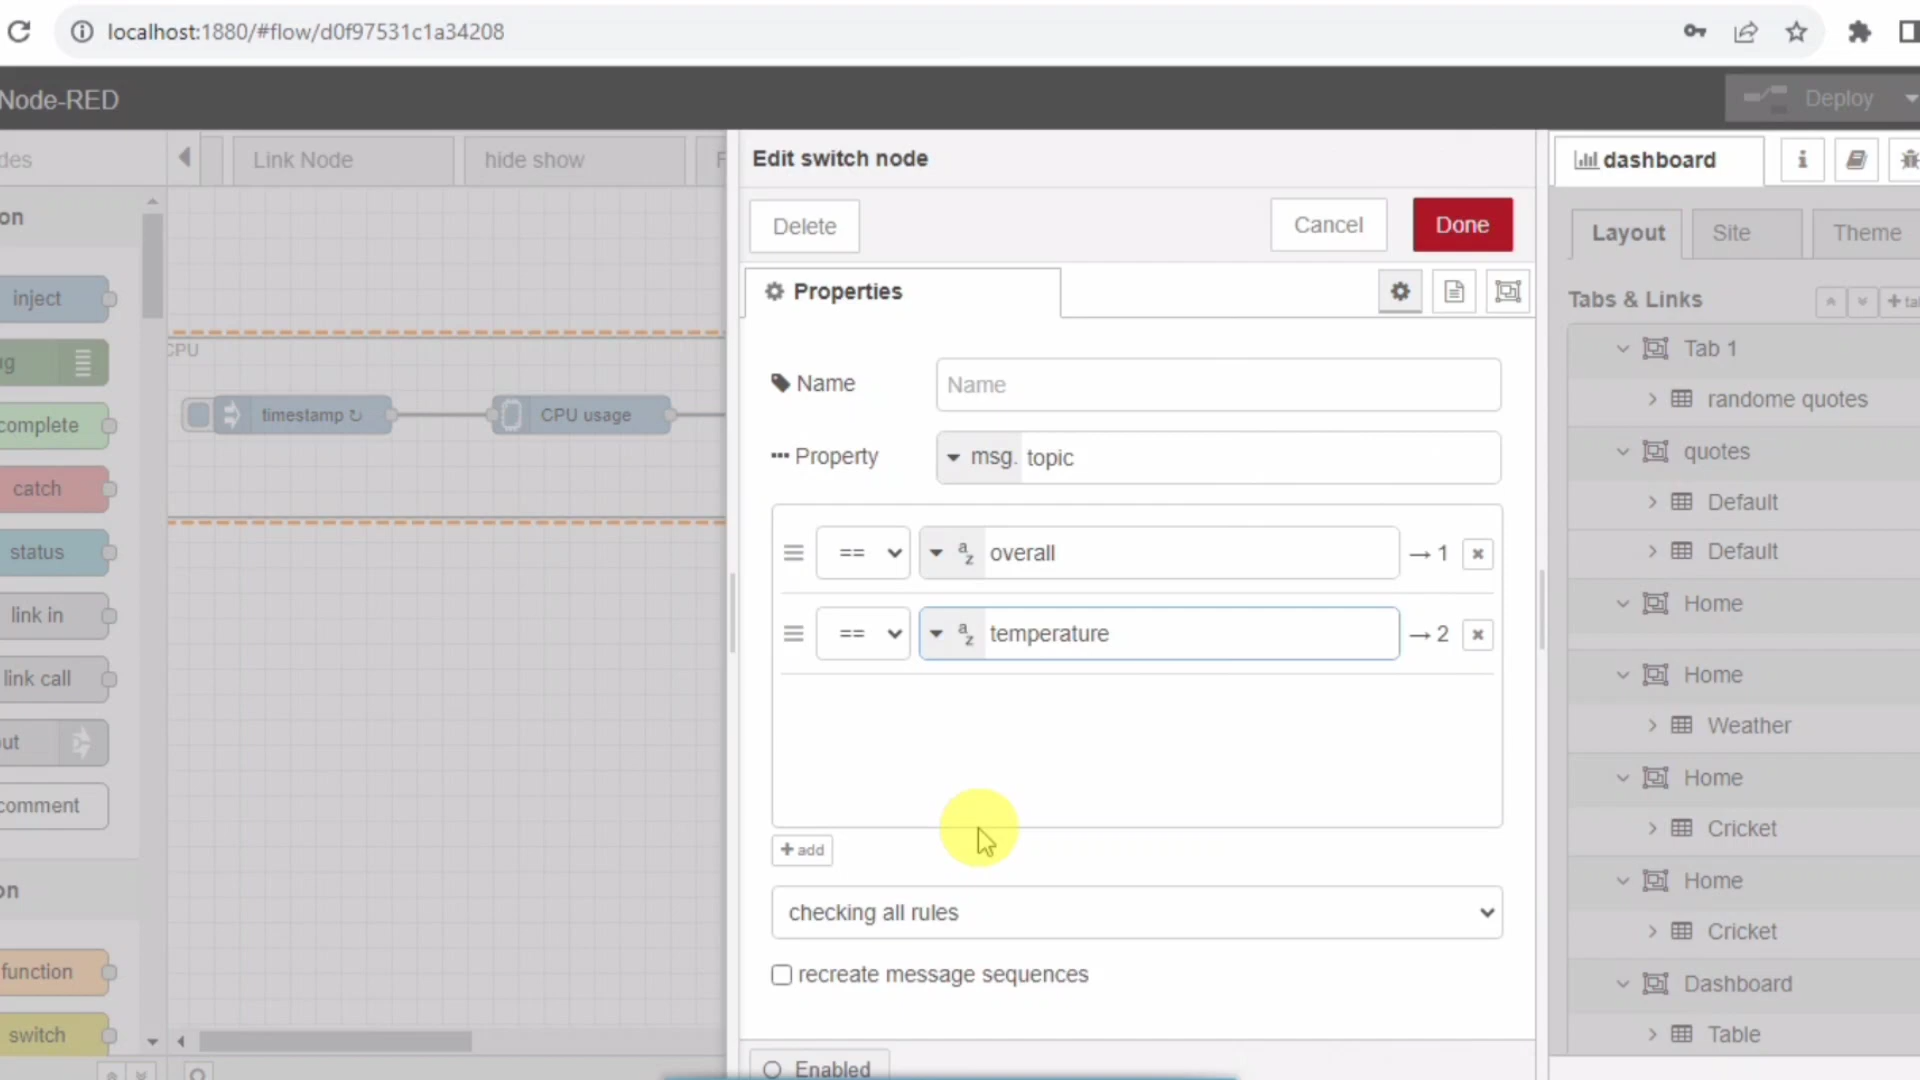 localhost:1880/#flow/d0f97531c1a34208
Node-RED
Deploy
des
Link Node
hide show
F
Edit switch node
dashboard
i
Delete
Cancel
Done
Layout
Site
Theme
on
Properties
Tabs & Links
+ ta
inject
CPU
Tab 1
Name
Name
randome quotes
g
timestamp ↻
CPU usage
complete
Property
msg. topic
quotes
catch
Default
status
== a z overall → 1 x
Default
link in
== a z temperature → 2 x
Home
link call
Home
Weather
ut
Home
comment
Cricket
+ add
Home
on
checking all rules
Cricket
function
recreate message sequences
Dashboard
switch
Table
Enabled